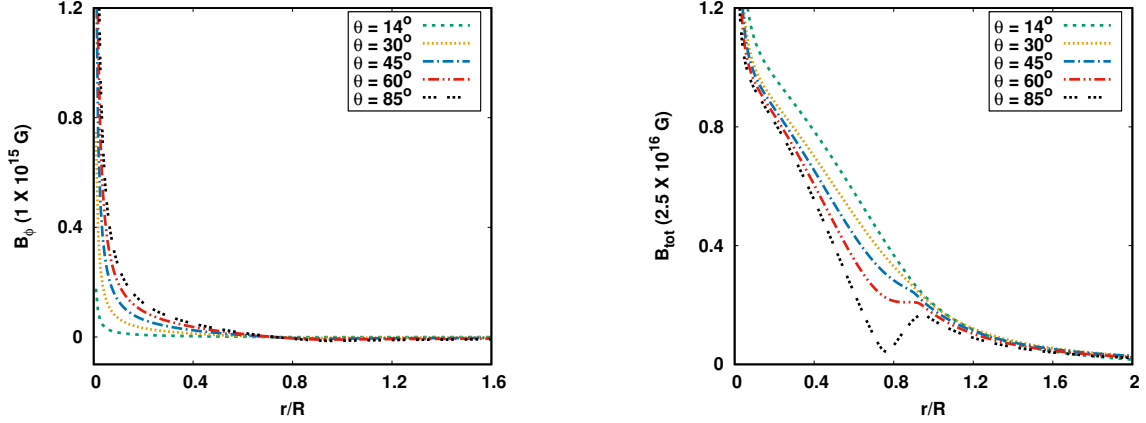 1.2
0.8
0.4
0
B_ϕ (1 X 10^15 G)
θ = 14^o
θ = 30^o
θ = 45^o
θ = 60^o
θ = 85^o
0 0.4 0.8 1.2 1.6
r/R
1.2
0.8
0.4
0
B_tot (2.5 X 10^16 G)
θ = 14^o
θ = 30^o
θ = 45^o
θ = 60^o
θ = 85^o
0 0.4 0.8 1.2 1.6 2
r/R